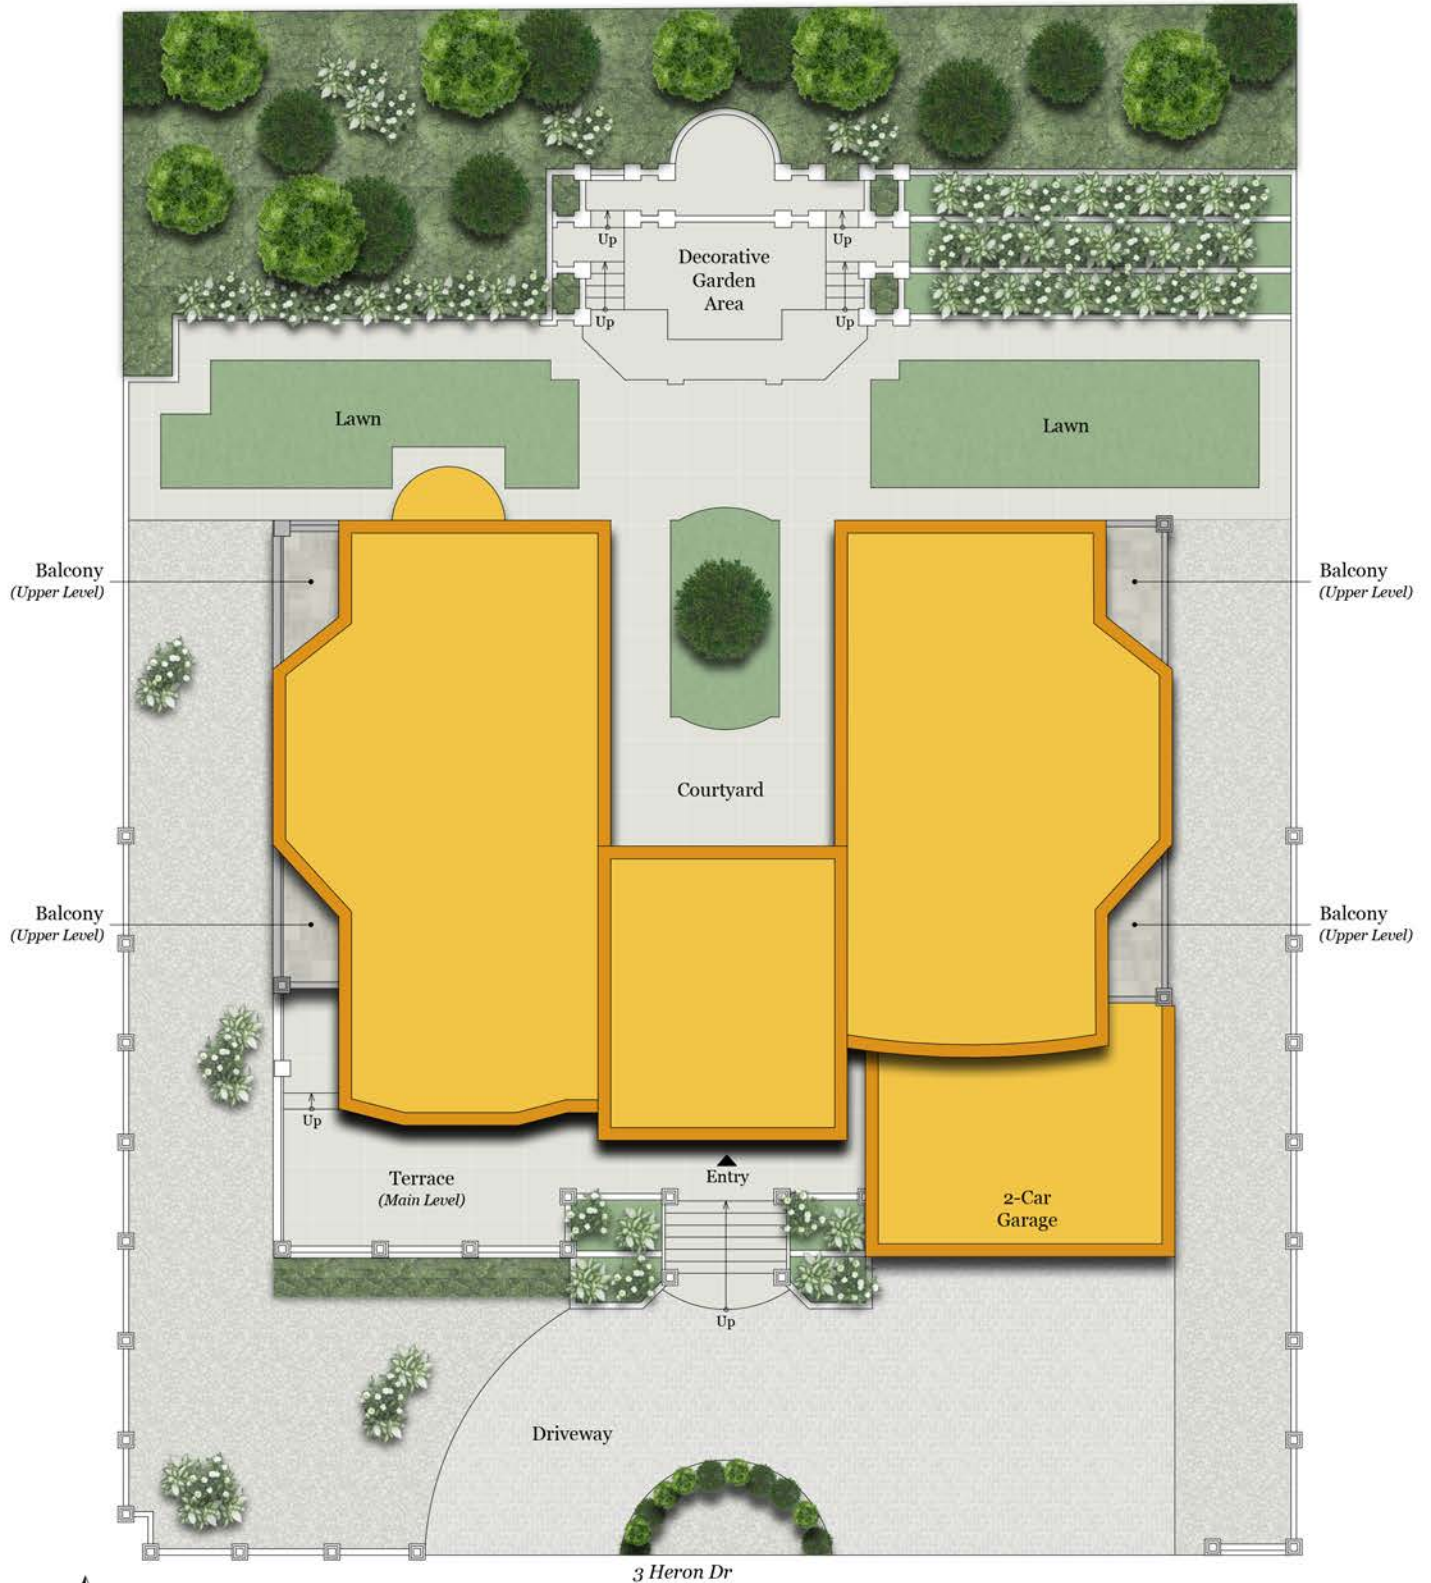 Up
Up
Decorative
Garden
Area
Up
Up
Lawn
Lawn
Balcony
(Upper Level)
Balcony
(Upper Level)
Courtyard
Balcony
(Upper Level)
Balcony
(Upper Level)
Up
Terrace
(Main Level)
Entry
2-Car
Garage
Up
Driveway
3 Heron Dr